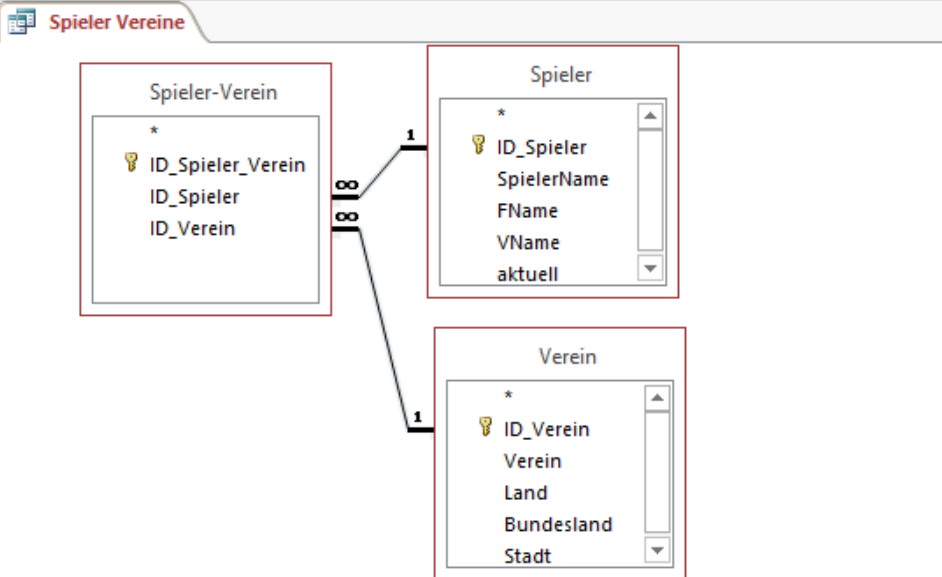 Spieler Vereine
Spieler-Verein
*
ID_Spieler_Verein
ID_Spieler
ID_Verein
∞
∞
1
1
Spieler
*
ID_Spieler
SpielerName
FName
VName
aktuell
Verein
*
ID_Verein
Verein
Land
Bundesland
Stadt